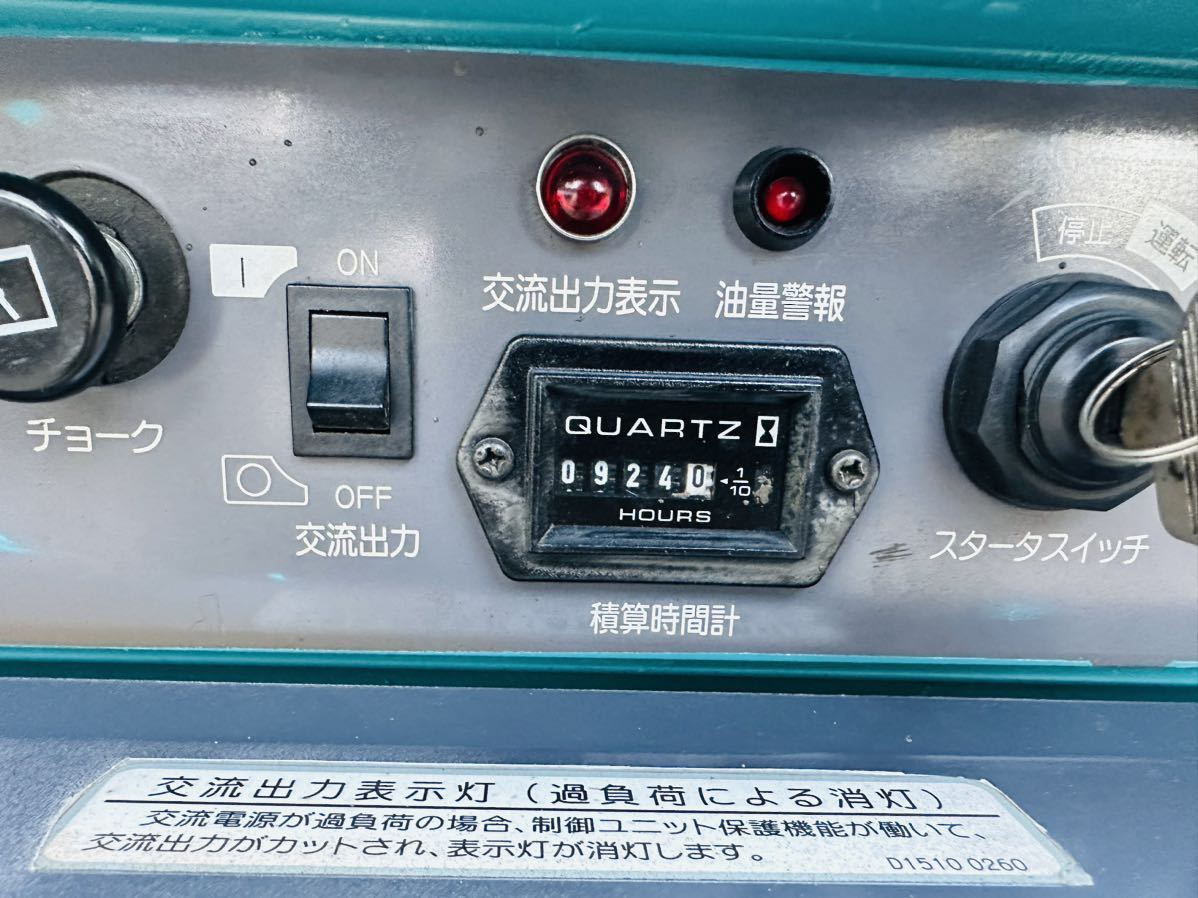 ON
交流出力表示
油量警報
停止
運転
チョーク
QUARTZ
09240 1/10
HOURS
OFF
交流出力
スタータスイッチ
積算時間計
交流出力表示灯(過負荷による消灯)
交流電源が過負荷の場合、制御ユニット保護機能が働いて、
交流出力がカットされ、表示灯が消灯します。
D1510 0260